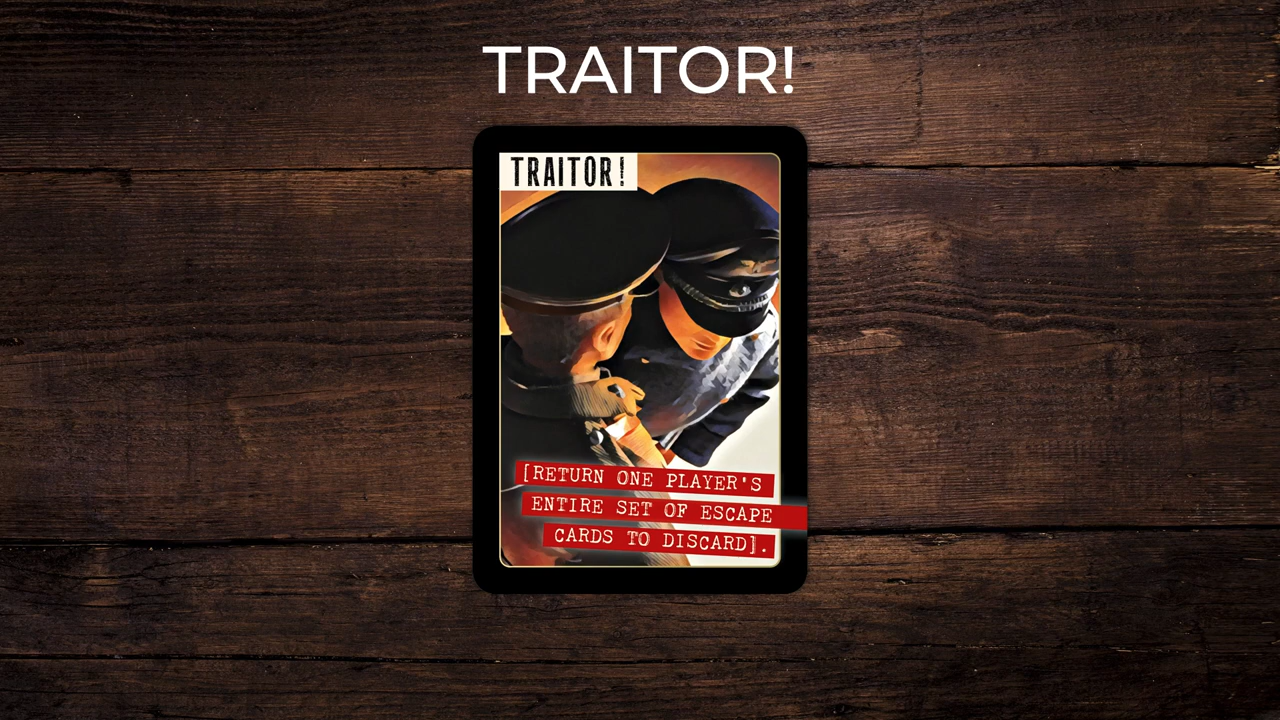 TRAITOR!
TRAITOR!
[RETURN ONE PLAYER'S
ENTIRE SET OF ESCAPE
CARDS TO DISCARD].